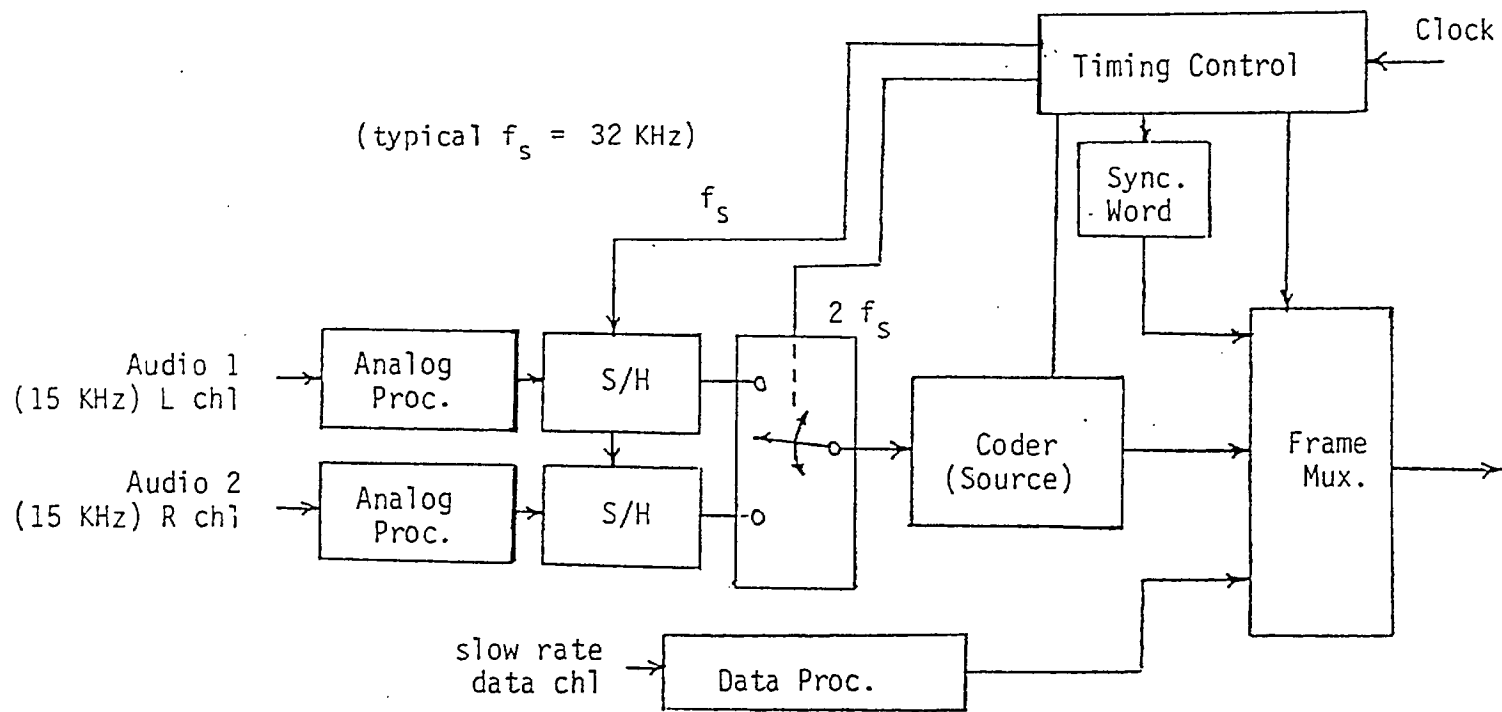 Clock
Timing Control
(typical f_s = 32 KHz)
Sync.
Word
f_s
2 f_s
Audio 1
(15 KHz) L chl
Analog
Proc.
S/H
Audio 2
(15 KHz) R chl
Analog
Proc.
S/H
Coder
(Source)
Frame
Mux.
slow rate
data chl
Data Proc.